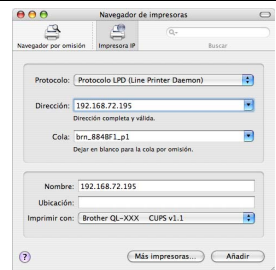 Navegador de impresoras
Navegador por omisión
Impresora IP
Buscar
Protocolo: Protocolo LPD (Line Printer Daemon)
Dirección: 192.168.72.195
Dirección completa y válida.
Cola: brn_884BF1_p1
Dejar en blanco para la cola por omisión.
Nombre: 192.168.72.195
Ubicación:
Imprimir con: Brother QL-XXX CUPS v1.1
? Más impresoras... Añadir